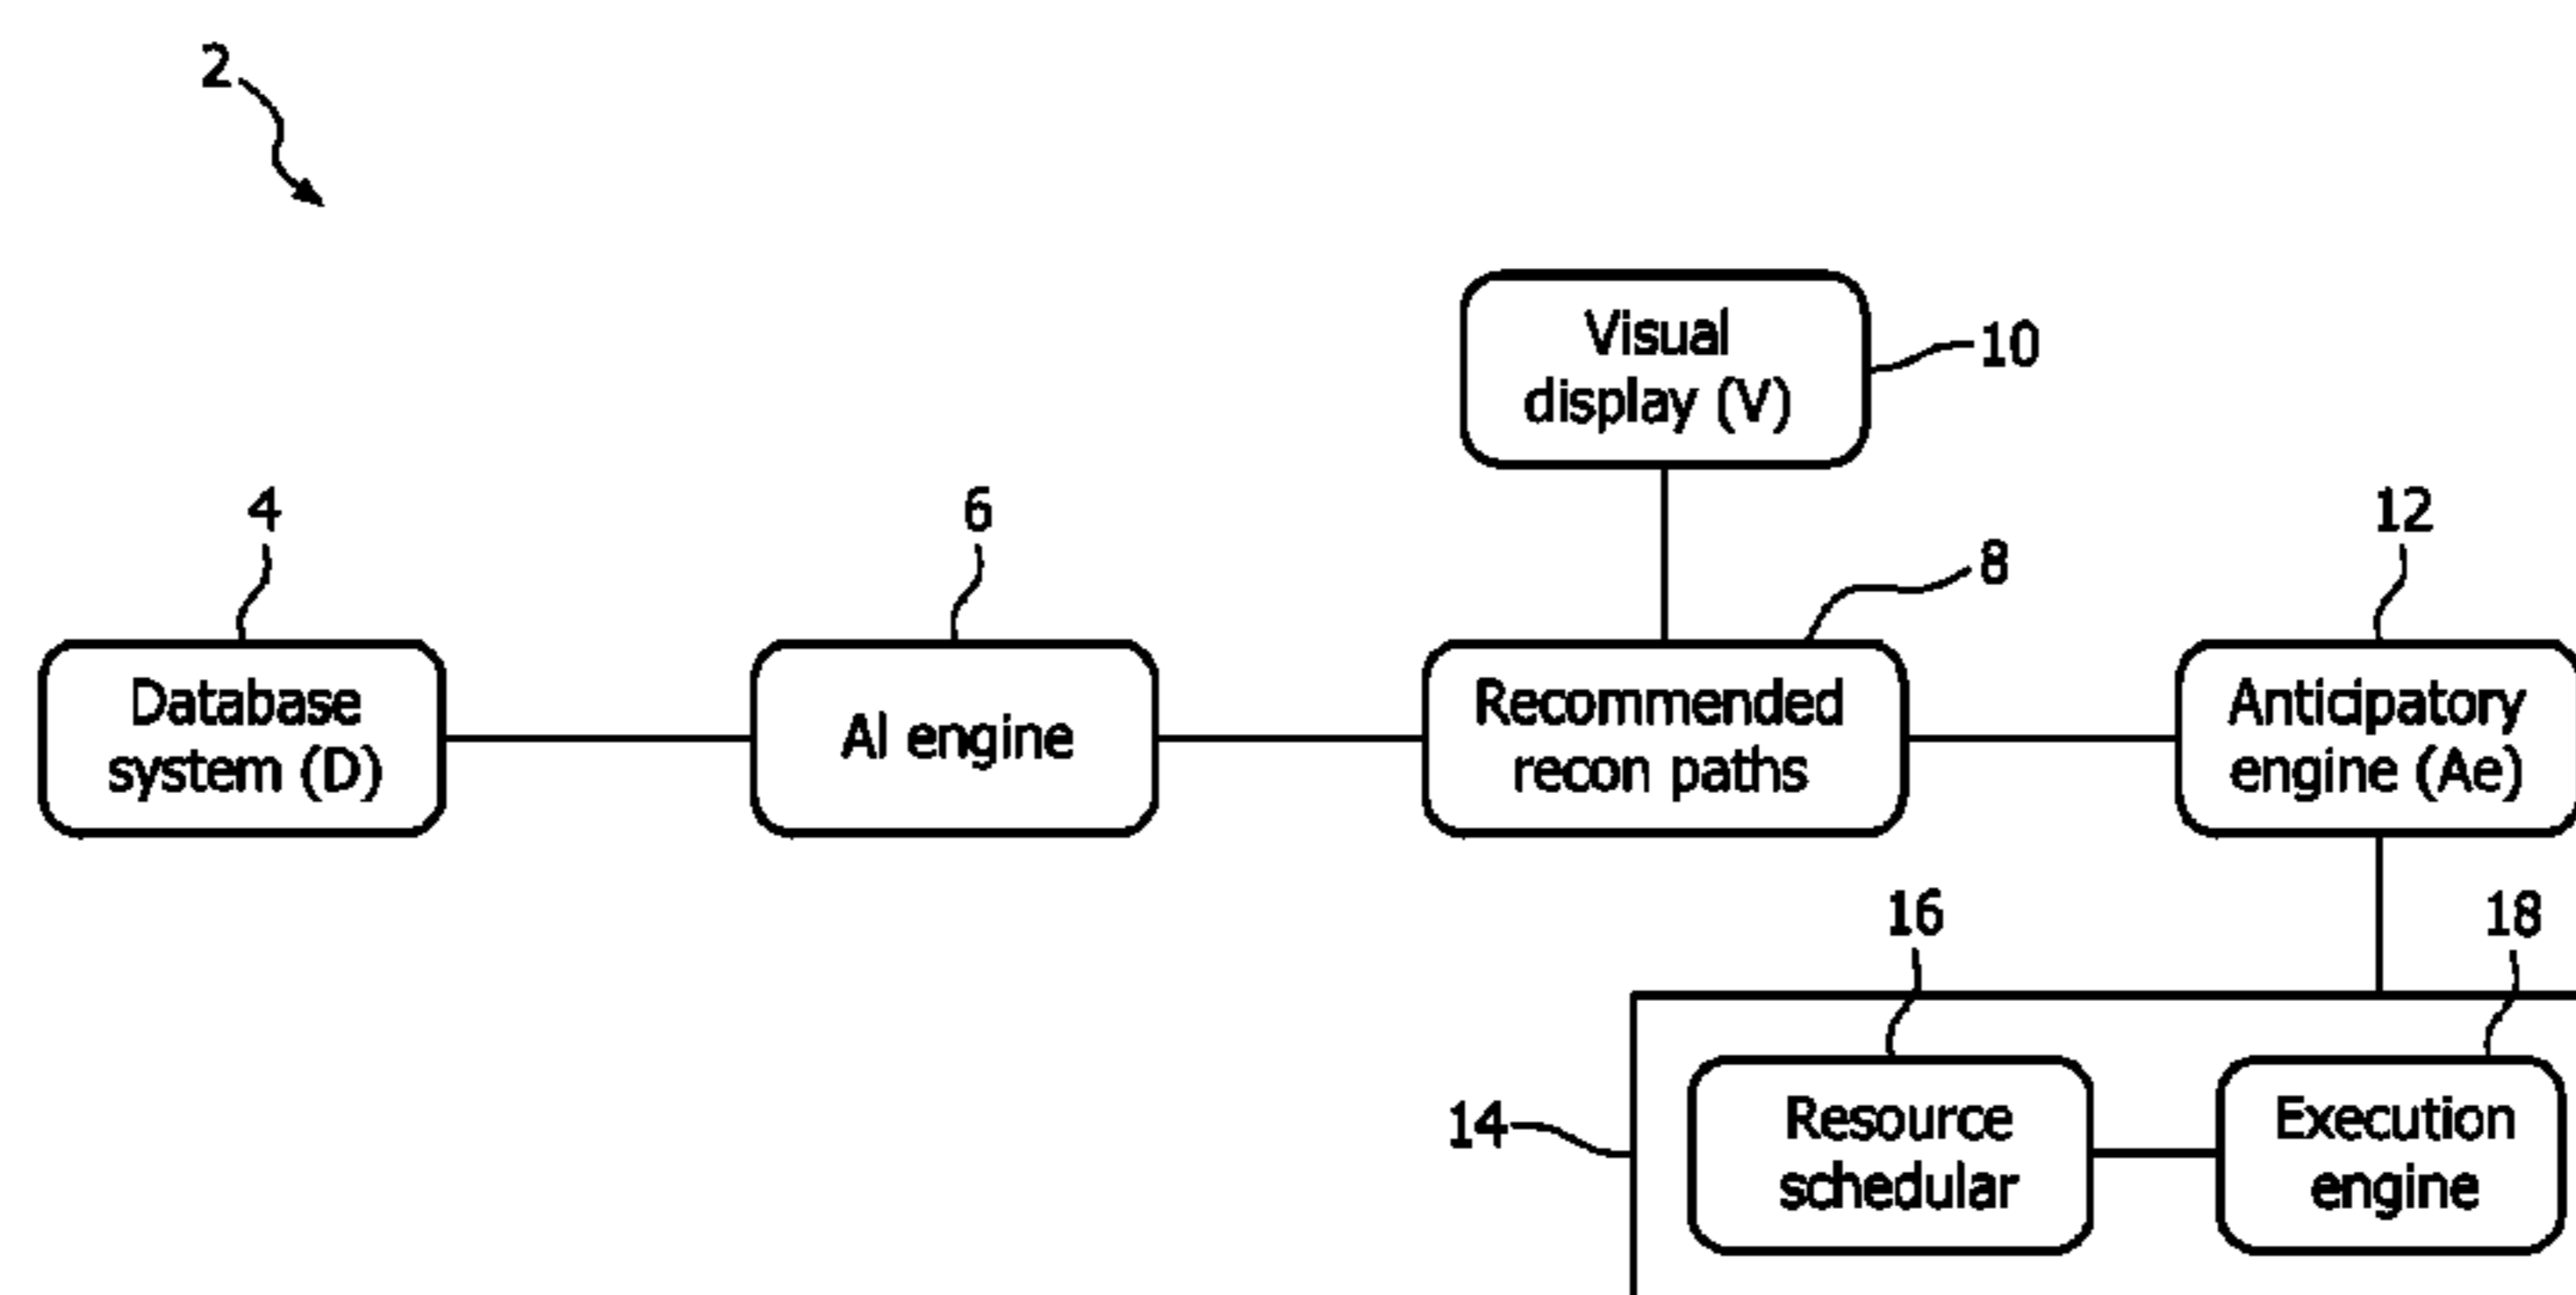 2
Visual
display (V)
10
4
6
8
12
Database
system (D)
AI engine
Recommended
recon paths
Anticipatory
engine (Ae)
16
18
14
Resource
schedular
Execution
engine